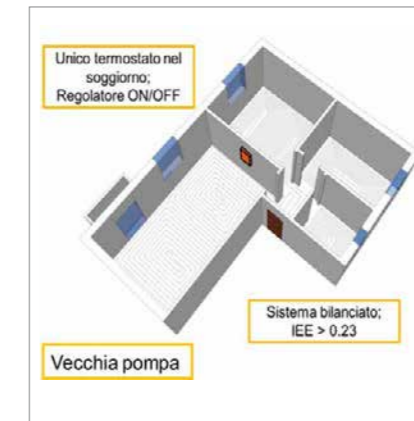 Unico termostato nel
soggiorno;
Regolatore ON/OFF
Sistema bilanciato;
IEE > 0.23
Vecchia pompa